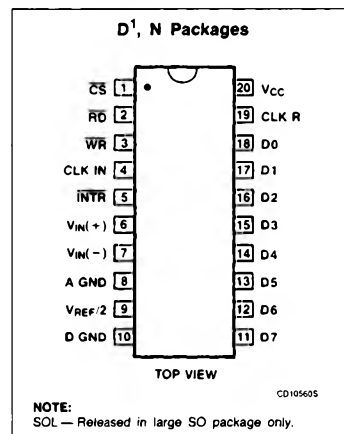 D¹, N Packages
CS 1 20 VCC
RD 2 19 CLK R
WR 3 18 D0
CLK IN 4 17 D1
INTR 5 16 D2
VIN(+) 6 15 D3
VIN(−) 7 14 D4
A GND 8 13 D5
VREF/2 9 12 D6
D GND 10 11 D7
TOP VIEW
CD10560S
NOTE:
SOL — Released in large SO package only.